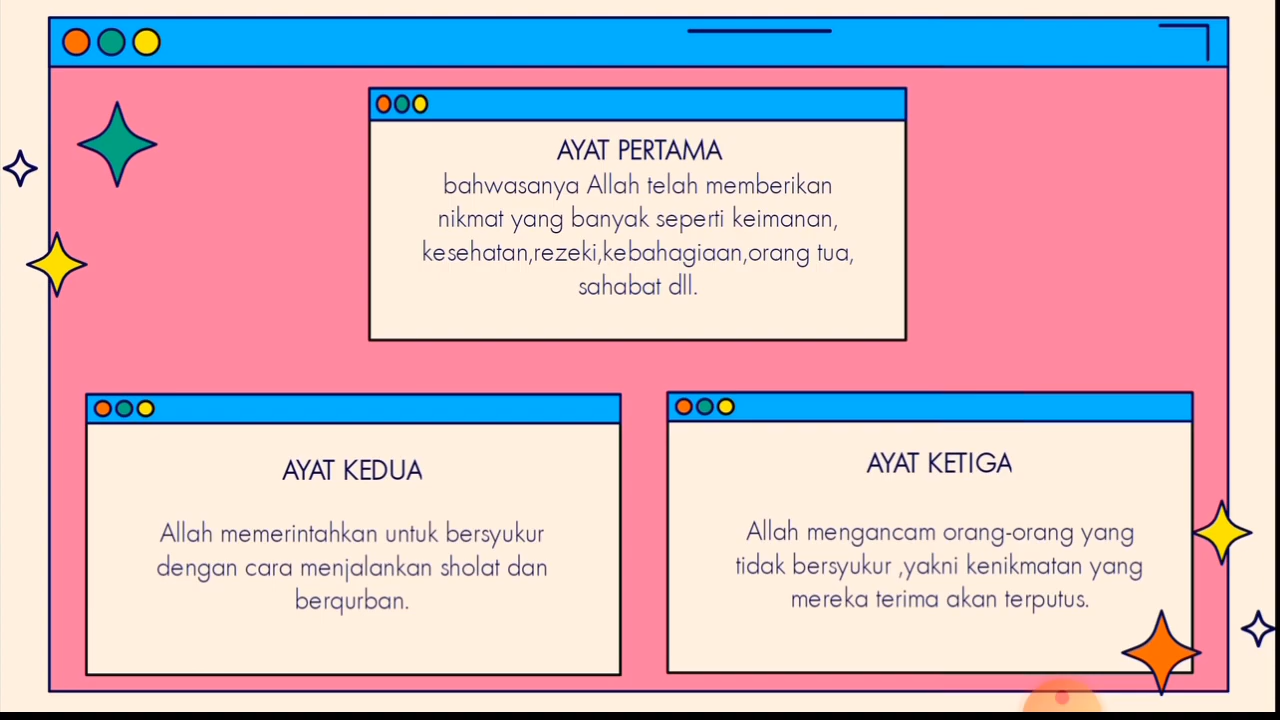 AYAT PERTAMA
bahwasanya Allah telah memberikan
nikmat yang banyak seperti keimanan,
kesehatan,rezeki,kebahagiaan,orang tua,
sahabat dll.
AYAT KEDUA
Allah memerintahkan untuk bersyukur
dengan cara menjalankan sholat dan
berqurban.
AYAT KETIGA
Allah mengancam orang-orang yang
tidak bersyukur ,yakni kenikmatan yang
mereka terima akan terputus.